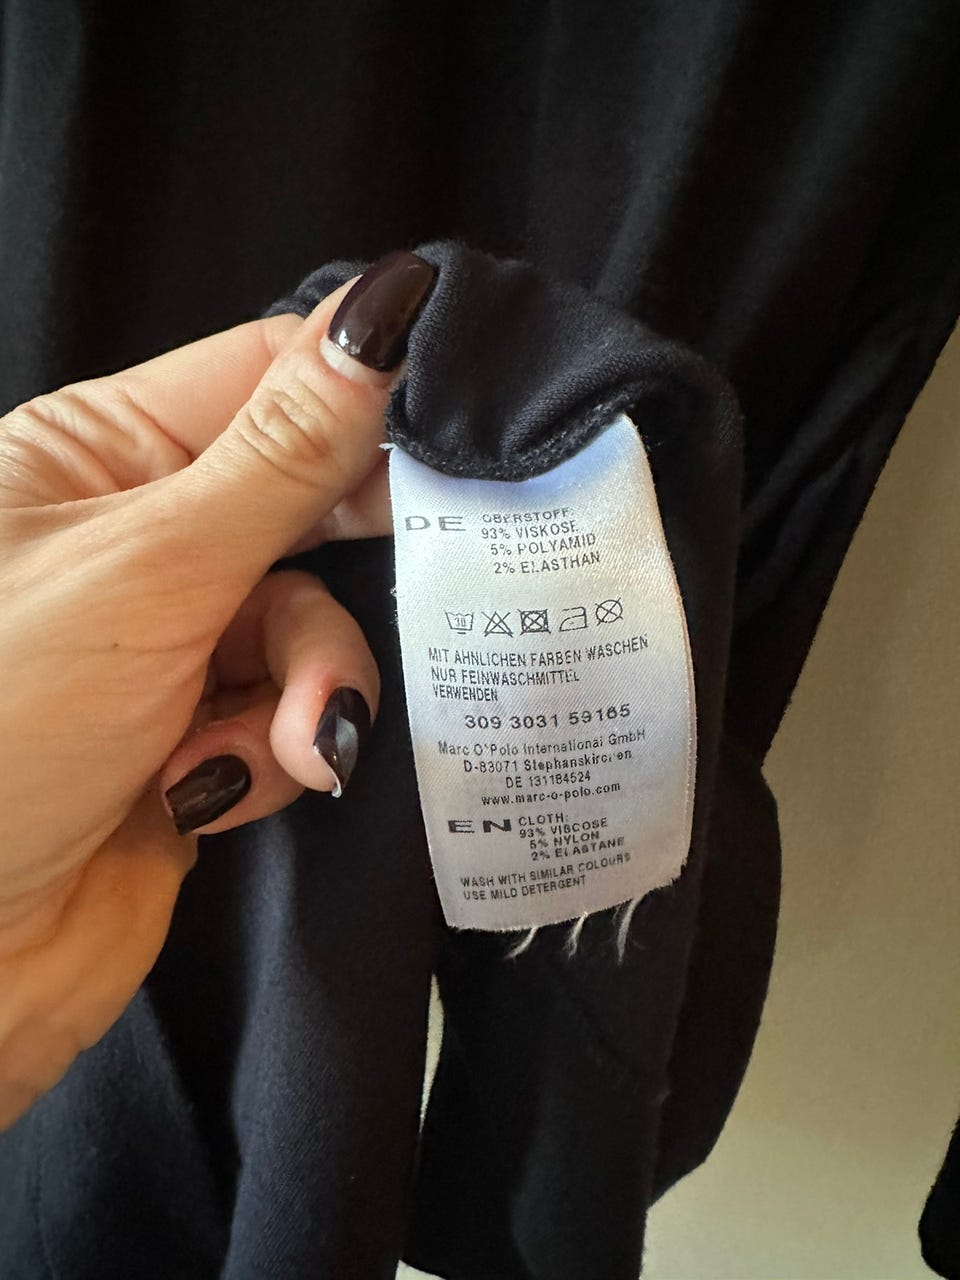 DE OBERSTOFF:
93% VISKOSE
5% POLYAMID
2% ELASTHAN
30
MIT ÄHNLICHEN FARBEN WASCHEN
NUR FEINWASCHMITTEL
VERWENDEN
309 3031 59165
Marc O'Polo International GmbH
D-83071 Stephanskirchen
DE 131184524
www.marc-o-polo.com
EN CLOTH:
93% VISCOSE
5% NYLON
2% ELASTANE
WASH WITH SIMILAR COLOURS
USE MILD DETERGENT